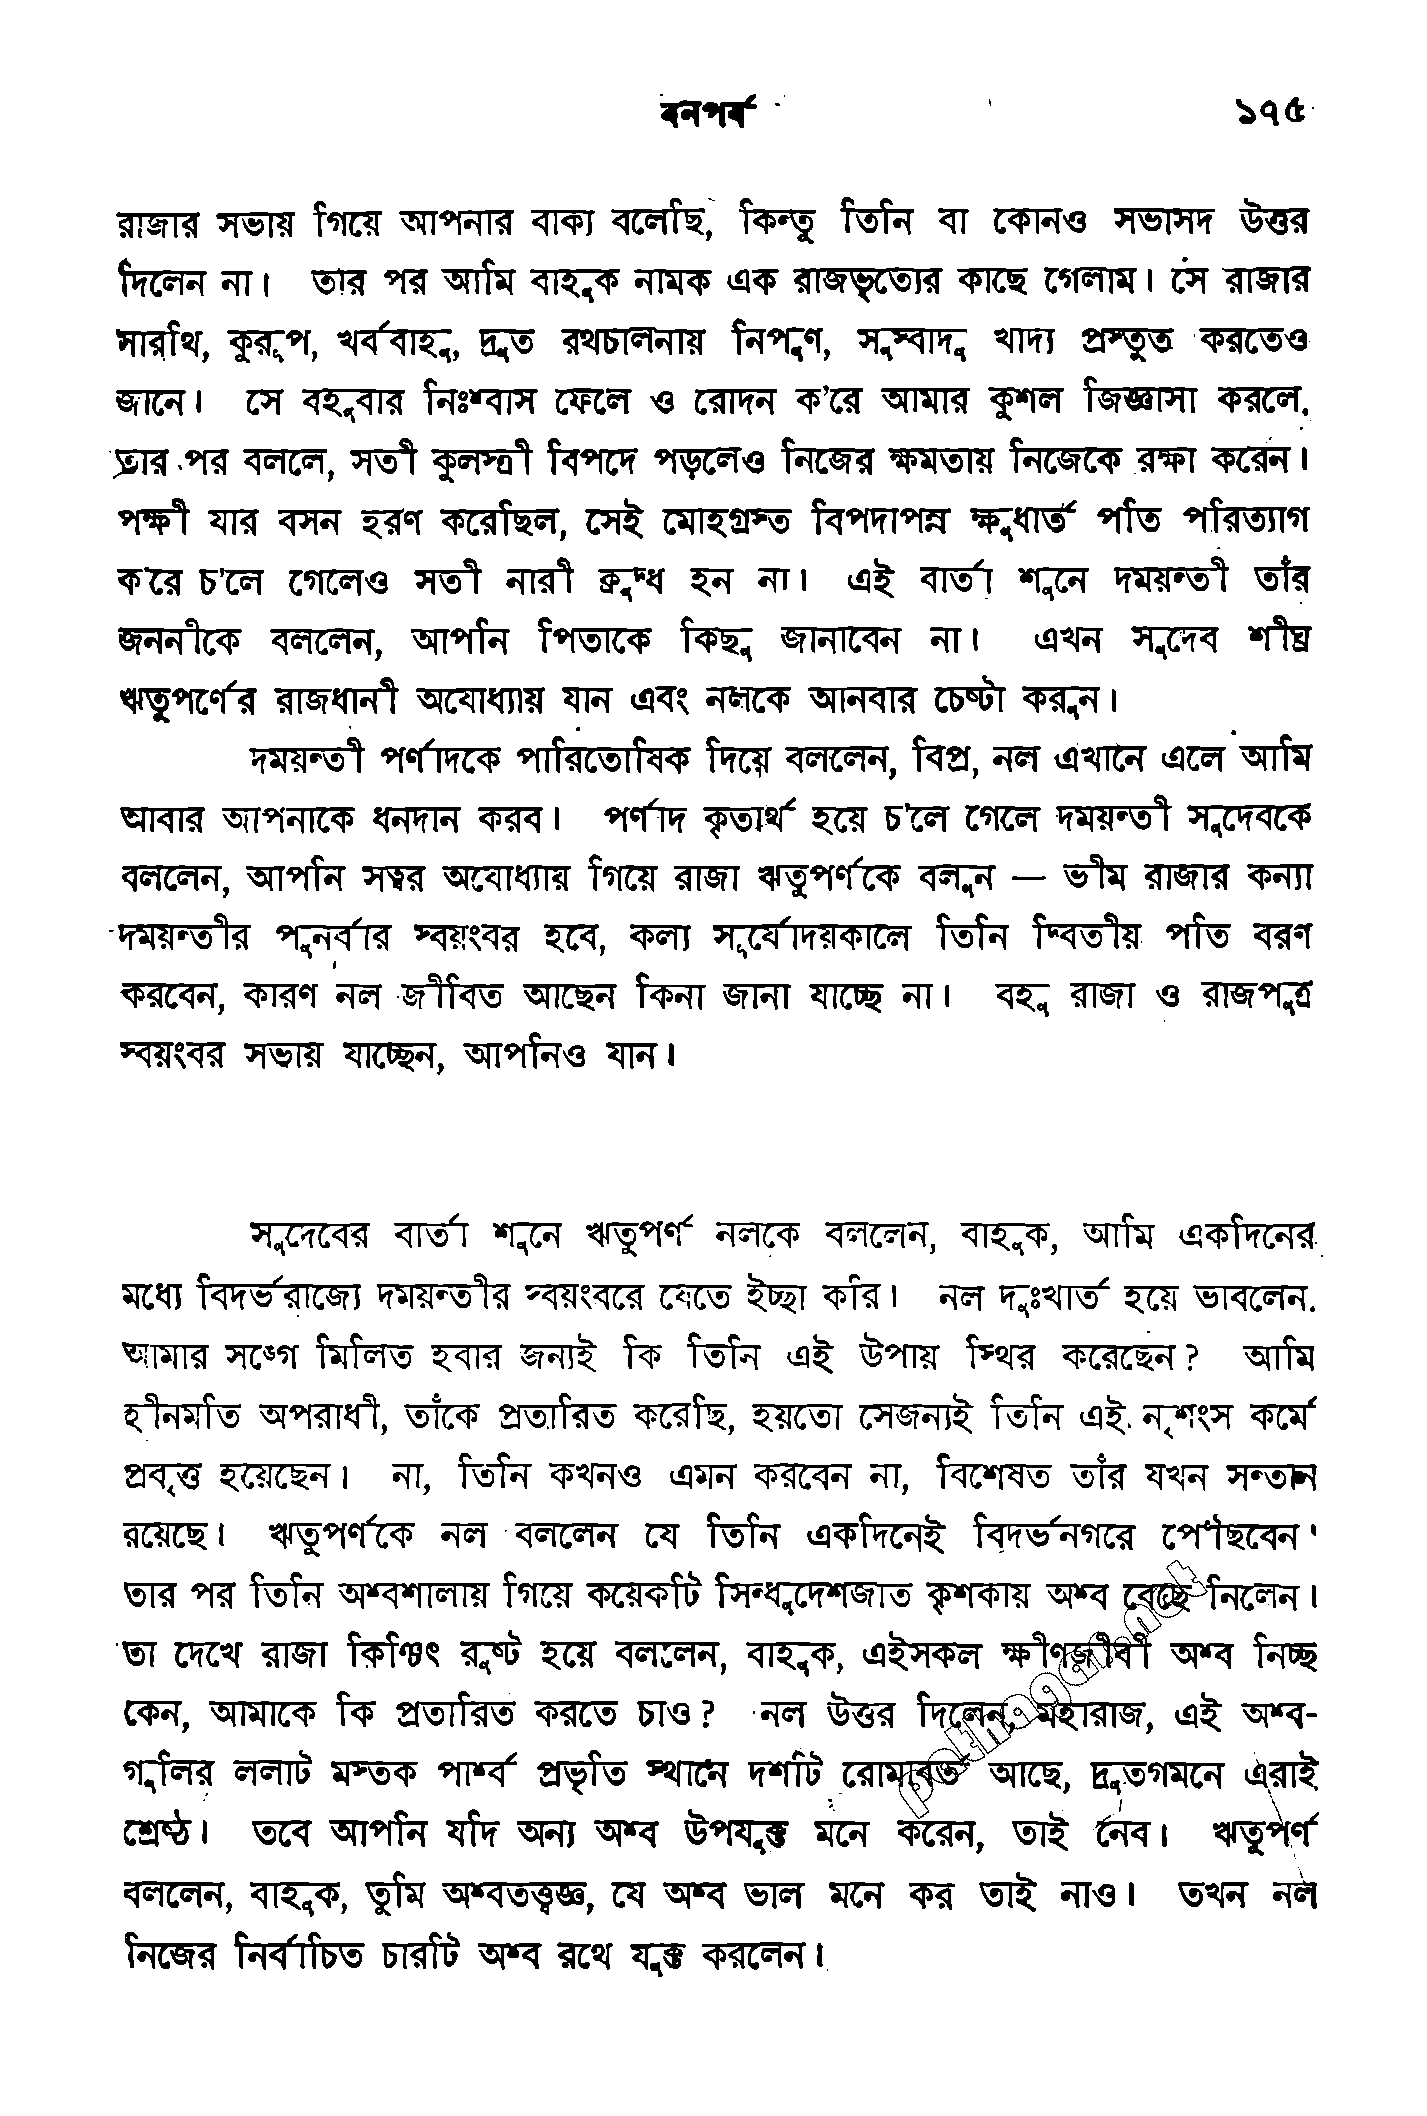 বনপর্ব ১৭৫
রাজার সভায় গিয়ে আপনার বাক্য বলেছি, কিন্তু তিনি বা কোনও সভাসদ উত্তর
দিলেন না। তার পর আমি বাহুক নামক এক রাজভৃত্যের কাছে গেলাম। সে রাজার
সারথি, কুরূপ, খর্ববাহু, দ্রুত রথচালনায় নিপুণ, সুস্বাদু খাদ্য প্রস্তুত করতেও
জানে। সে বহুবার নিঃশ্বাস ফেলে ও রোদন ক'রে আমার কুশল জিজ্ঞাসা করলে,
তার পর বললে, সতী কুলস্ত্রী বিপদে পড়লেও নিজের ক্ষমতায় নিজেকে রক্ষা করেন।
পক্ষী যার বসন হরণ করেছিল, সেই মোহগ্রস্ত বিপদাপন্ন ক্ষুধার্ত পতি পরিত্যাগ
ক'রে চ'লে গেলেও সতী নারী ক্রুদ্ধ হন না। এই বার্তা শুনে দময়ন্তী তাঁর
জননীকে বললেন, আপনি পিতাকে কিছু জানাবেন না। এখন সুদেব শীঘ্র
ঋতুপর্ণের রাজধানী অযোধ্যায় যান এবং নলকে আনবার চেষ্টা করুন।
দময়ন্তী পর্ণাদকে পারিতোষিক দিয়ে বললেন, বিপ্র, নল এখানে এলে আমি
আবার আপনাকে ধনদান করব। পর্ণাদ কৃতার্থ হয়ে চ'লে গেলে দময়ন্তী সুদেবকে
বললেন, আপনি সত্বর অযোধ্যায় গিয়ে রাজা ঋতুপর্ণকে বলুন — ভীম রাজার কন্যা
দময়ন্তীর পুনর্বার স্বয়ংবর হবে, কল্য সূর্যোদয়কালে তিনি দ্বিতীয় পতি বরণ
করবেন, কারণ নল জীবিত আছেন কিনা জানা যাচ্ছে না। বহু রাজা ও রাজপুত্র
স্বয়ংবর সভায় যাচ্ছেন, আপনিও যান।
সুদেবের বার্তা শুনে ঋতুপর্ণ নলকে বললেন, বাহুক, আমি একদিনের
মধ্যে বিদর্ভরাজ্যে দময়ন্তীর স্বয়ংবরে যেতে ইচ্ছা করি। নল দুঃখার্ত হয়ে ভাবলেন.
আমার সঙ্গে মিলিত হবার জন্যই কি তিনি এই উপায় স্থির করেছেন? আমি
হীনমতি অপরাধী, তাঁকে প্রতারিত করেছি, হয়তো সেজন্যই তিনি এই নৃশংস কর্মে
প্রবৃত্ত হয়েছেন। না, তিনি কখনও এমন করবেন না, বিশেষত তাঁর যখন সন্তান
রয়েছে। ঋতুপর্ণকে নল বললেন যে তিনি একদিনেই বিদর্ভনগরে পৌঁছবেন'
তার পর তিনি অশ্বশালায় গিয়ে কয়েকটি সিন্ধুদেশজাত কৃশকায় অশ্ব বেছে নিলেন।
তা দেখে রাজা কিঞ্চিৎ রুষ্ট হয়ে বললেন, বাহুক, এইসকল ক্ষীণজীবী অশ্ব নিচ্ছ
কেন, আমাকে কি প্রতারিত করতে চাও? নল উত্তর দিলেন, মহারাজ, এই অশ্ব-
গুলির ললাট মস্তক পার্শ্ব প্রভৃতি স্থানে দশটি রোমাবর্ত আছে, দ্রুতগমনে এরাই
শ্রেষ্ঠ। তবে আপনি যদি অন্য অশ্ব উপযুক্ত মনে করেন, তাই নেব। ঋতুপর্ণ
বললেন, বাহুক, তুমি অশ্বতত্ত্বজ্ঞ, যে অশ্ব ভাল মনে কর তাই নাও। তখন নল
নিজের নির্বাচিত চারটি অশ্ব রথে যুক্ত করলেন।
pathagar.net